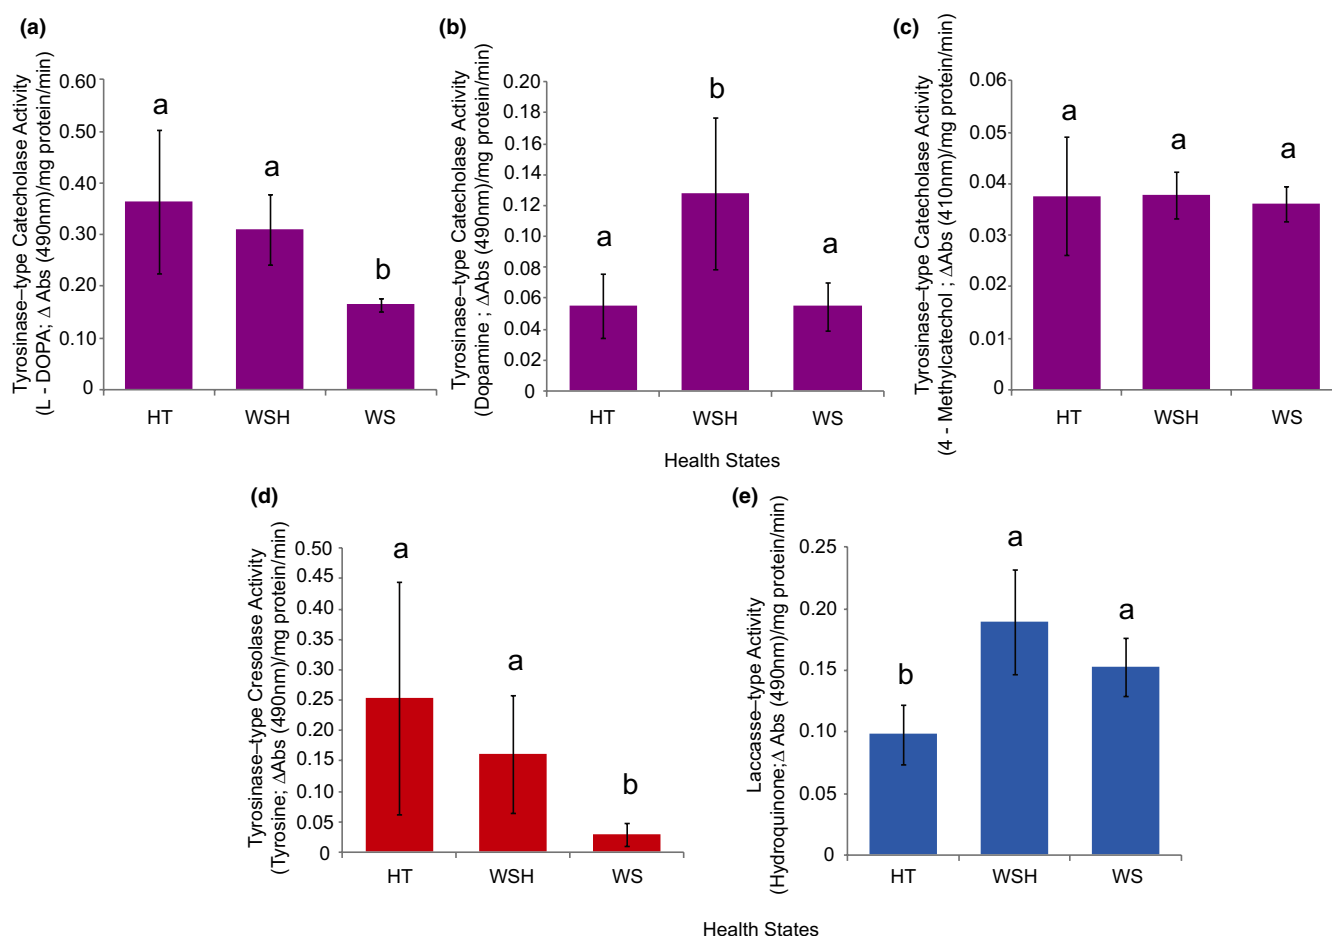 (a)
Tyrosinase–type Catecholase Activity
(L - DOPA; Δ Abs (490nm)/mg protein/min)
0.60
0.50
0.40
0.30
0.20
0.10
0
a
a
b
HT WSH WS
(b)
Tyrosinase–type Catecholase Activity
(Dopamine ; ΔAbs (490nm)/mg protein/min)
0.20
0.18
0.16
0.14
0.12
0.10
0.08
0.06
0.04
0.02
0
a
b
a
HT WSH WS
(c)
Tyrosinase–type Catecholase Activity
(4 - Methylcatechol ; ΔAbs (410nm)/mg protein/min)
0.06
0.05
0.04
0.03
0.02
0.01
0
a
a
a
HT WSH WS
Health States
(d)
Tyrosinase–type Cresolase Activity
(Tyrosine; ΔAbs (490nm)/mg protein/min)
0.50
0.45
0.40
0.35
0.30
0.25
0.20
0.15
0.10
0.05
0
a
a
b
HT WSH WS
(e)
Laccasse–type Activity
(Hydroquinone;Δ Abs (490nm)/mg protein/min)
0.25
0.20
0.15
0.10
0.05
0
b
a
a
HT WSH WS
Health States